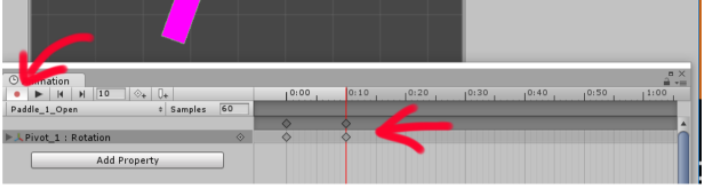 mation
10 0:00 0:10 0:20 0:30 0:40 0:50 1:00
Paddle_1_Open Samples 60
Pivot_1 : Rotation
Add Property